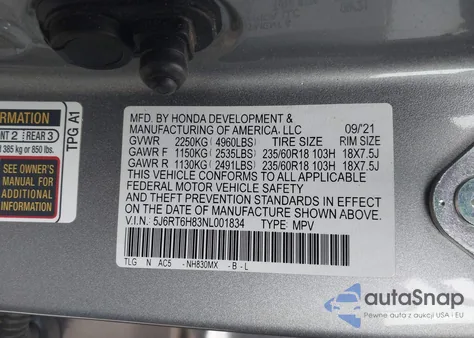 ORMATION
NT 2 REAR 3
385 kg or 850 lbs.
SEE OWNER'S
MANUAL FOR
ADDITIONAL
INFORMATION
TPG A1
MFD. BY HONDA DEVELOPMENT &
MANUFACTURING OF AMERICA, LLC 09/21
GVWR 2250KG (4960LBS) TIRE SIZE RIM SIZE
GAWR F 1150KG (2535LBS) 235/60R18 103H 18X7.5J
GAWR R 1130KG (2491LBS) 235/60R18 103H 18X7.5J
THIS VEHICLE CONFORMS TO ALL APPLICABLE
FEDERAL MOTOR VEHICLE SAFETY
AND THEFT PREVENTION STANDARDS IN EFFECT
ON THE DATE OF MANUFACTURE SHOWN ABOVE.
V.I.N. 5J6RT6H83NL001834 TYPE: MPV
TLG N AC5 - NH830MX - B - L
autoSnap
Pewne auta z aukcji USA i EU